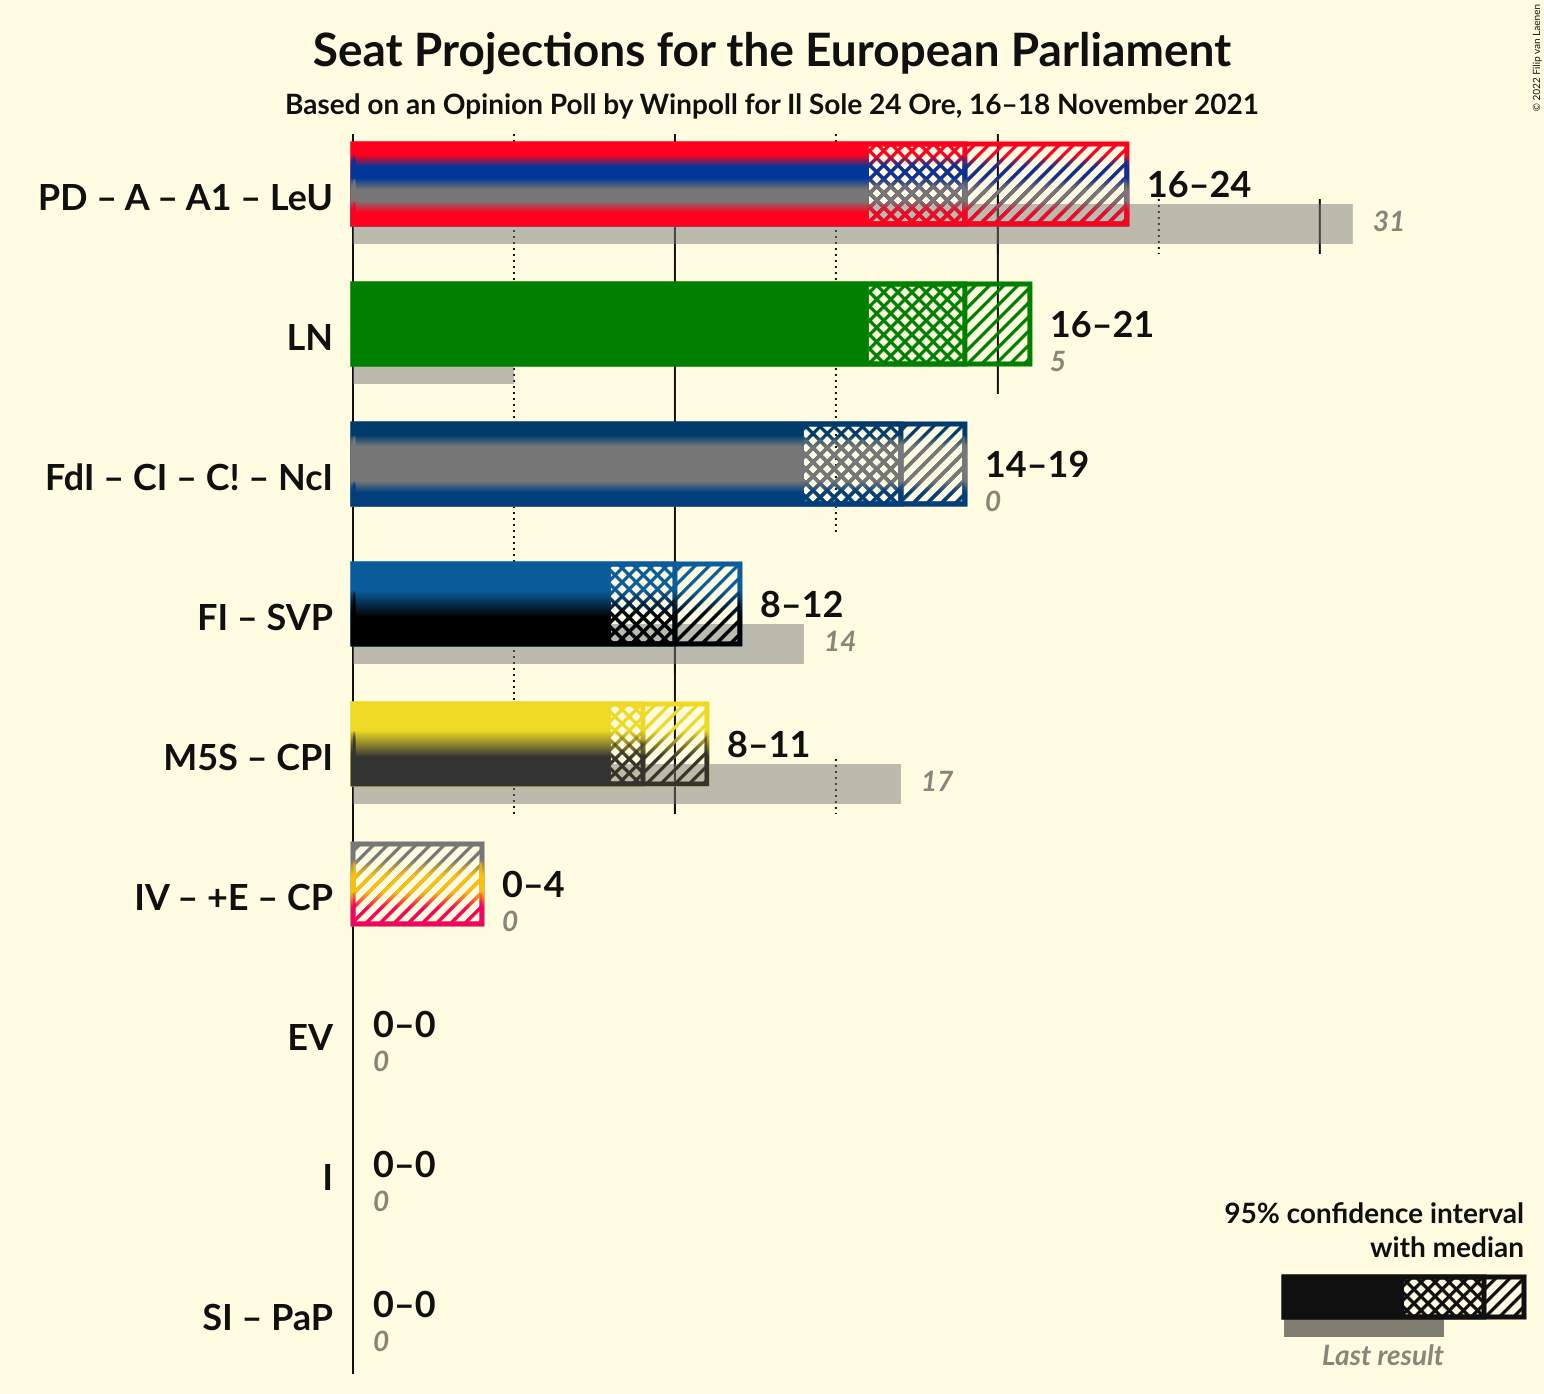 Seat Projections for the European Parliament
Based on an Opinion Poll by Winpoll for Il Sole 24 Ore, 16–18 November 2021
© 2022 Filip van Laenen
PD – A – A1 – LeU
16–24
31
LN
16–21
5
FdI – CI – C! – NcI
14–19
0
FI – SVP
8–12
14
M5S – CPI
8–11
17
IV – +E – CP
0–4
0
EV
0–0
0
I
0–0
0
SI – PaP
0–0
0
95% confidence interval
with median
Last result